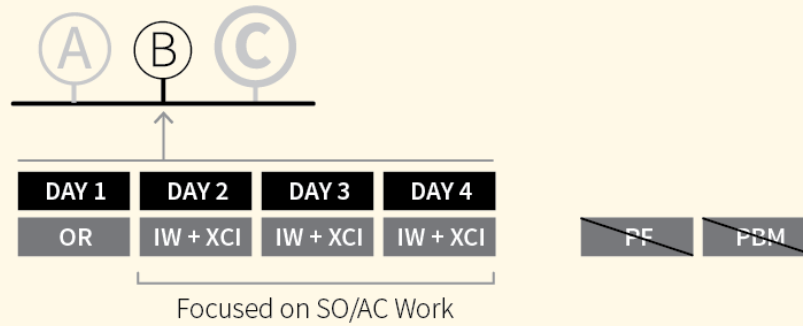 A B C
DAY 1 DAY 2 DAY 3 DAY 4
OR IW + XCI IW + XCI IW + XCI PF PBM
Focused on SO/AC Work